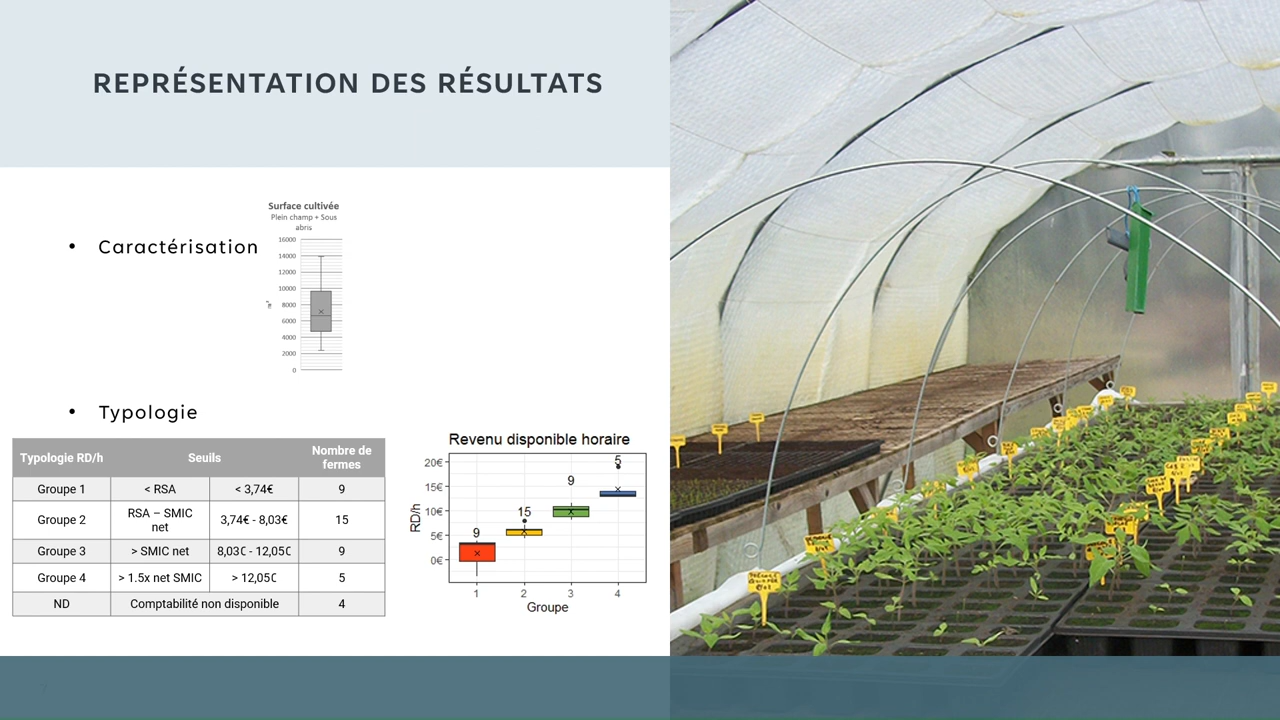 REPRÉSENTATION DES RÉSULTATS
Surface cultivée
Plein champ + Sous
abris
• Caractérisation
16000
14000
12000
10000
8000
6000
4000
2000
0
m²
• Typologie
Typologie RD/h Seuils Nombre de
fermes
Groupe 1 < RSA < 3,74€ 9
Groupe 2 RSA – SMIC
net 3,74€ - 8,03€ 15
Groupe 3 > SMIC net 8,03€ - 12,05€ 9
Groupe 4 > 1.5x net SMIC > 12,05€ 5
ND Comptabilité non disponible 4
Revenu disponible horaire
20€
15€
10€
5€
0€
RD/h
9
15
9
5
1 2 3 4
Groupe